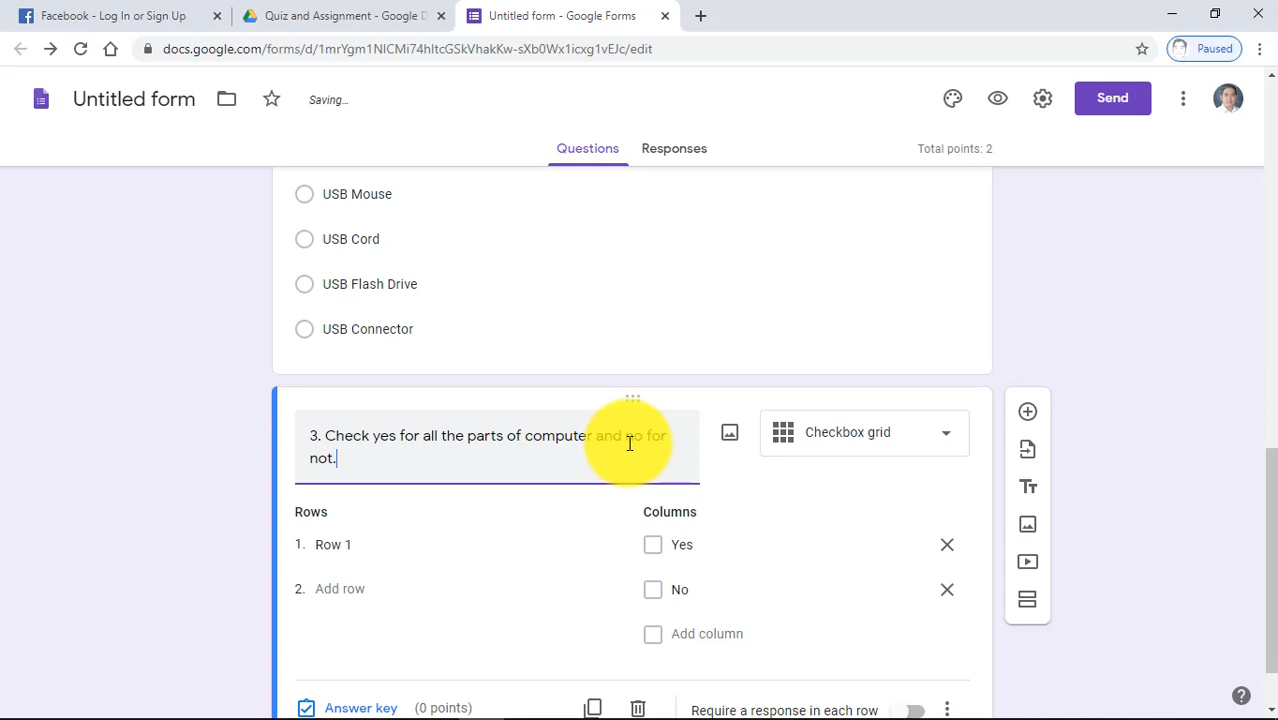 Facebook - Log In or Sign Up
Quiz and Assignment - Google D
Untitled form - Google Forms
docs.google.com/forms/d/1mrYgm1NlCMi74hItcGSkVhakKw-sXb0Wx1icxg1vEJc/edit
Paused
Untitled form
Saving...
Send
Questions
Responses
Total points: 2
USB Mouse
USB Cord
USB Flash Drive
USB Connector
3. Check yes for all the parts of computer and no for
not.
Checkbox grid
Rows
Columns
1. Row 1
Yes
2. Add row
No
Add column
Answer key (0 points)
Require a response in each row